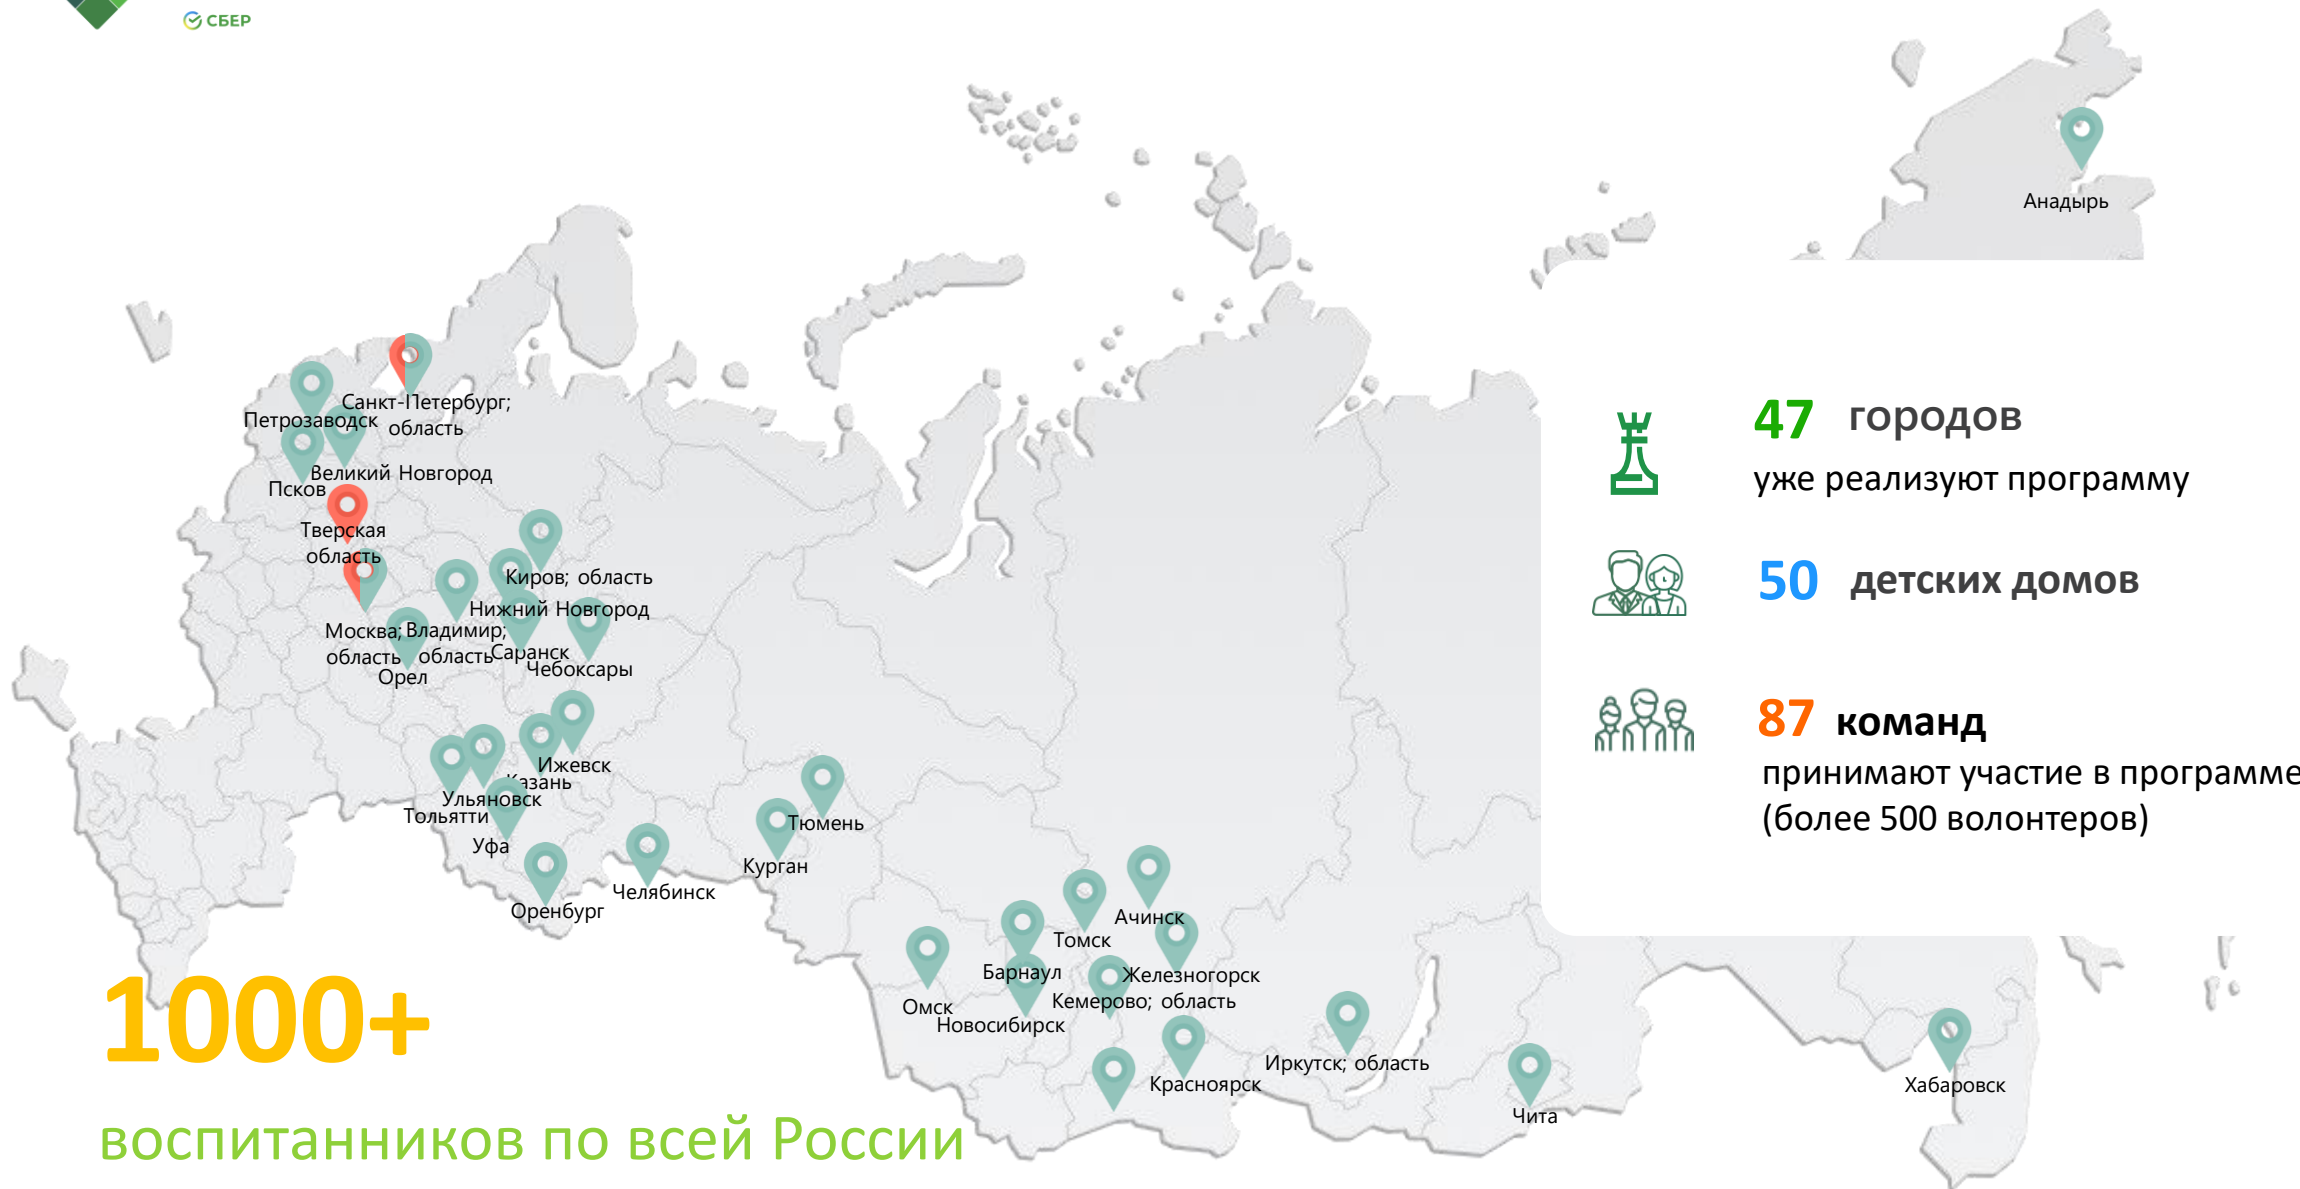 СБЕР
Анадырь
Санкт-Петербург;
область
Петрозаводск
Великий Новгород
Псков
Тверская
область
Киров; область
Нижний Новгород
Москва;
область
Владимир;
область
Саранск
Чебоксары
Орел
Ижевск
Казань
Ульяновск
Тольятти
Уфа
Оренбург
Челябинск
Курган
Тюмень
Ачинск
Томск
Барнаул
Железногорск
Кемерово; область
Омск
Новосибирск
Красноярск
Иркутск; область
Чита
Хабаровск
47 городов
уже реализуют программу
50 детских домов
87 команд
принимают участие в программе
(более 500 волонтеров)
1000+
воспитанников по всей России